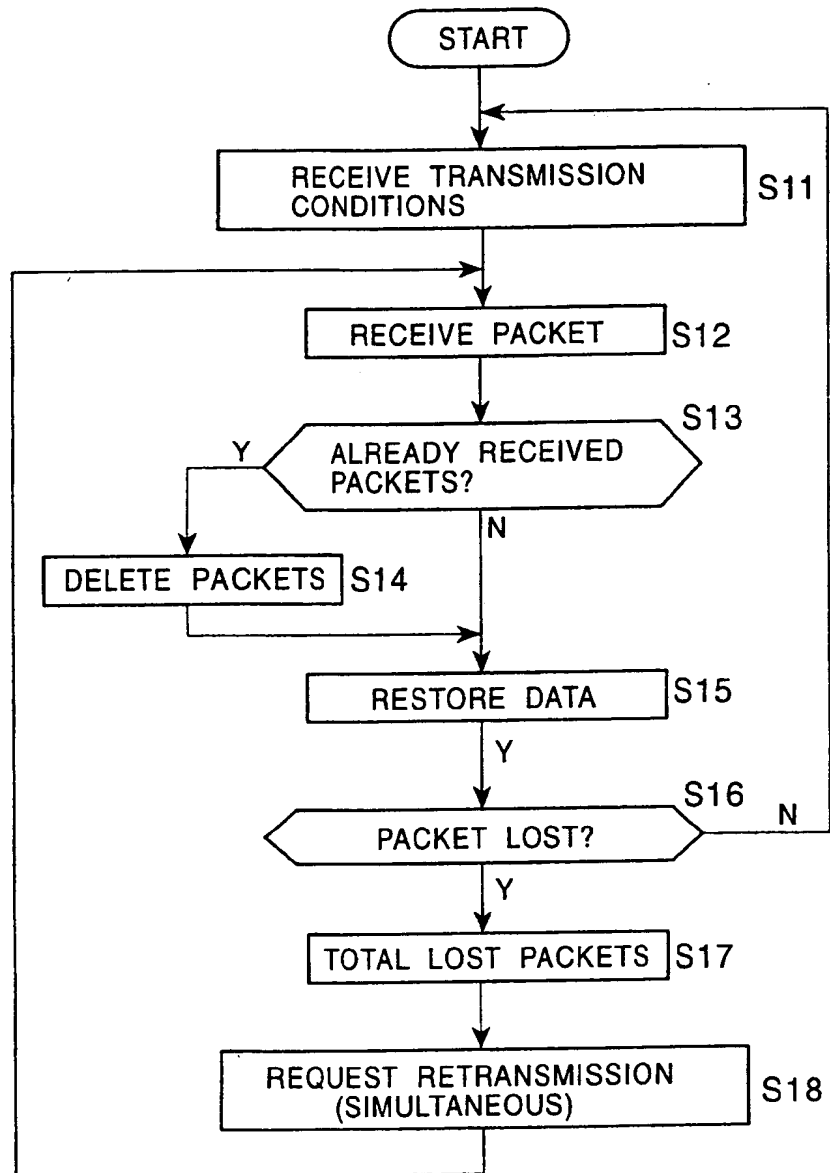 START
RECEIVE TRANSMISSION
CONDITIONS
S11
RECEIVE PACKET
S12
S13
Y
ALREADY RECEIVED
PACKETS?
N
DELETE PACKETS
S14
RESTORE DATA
S15
Y
S16
PACKET LOST?
N
Y
TOTAL LOST PACKETS
S17
REQUEST RETRANSMISSION
(SIMULTANEOUS)
S18